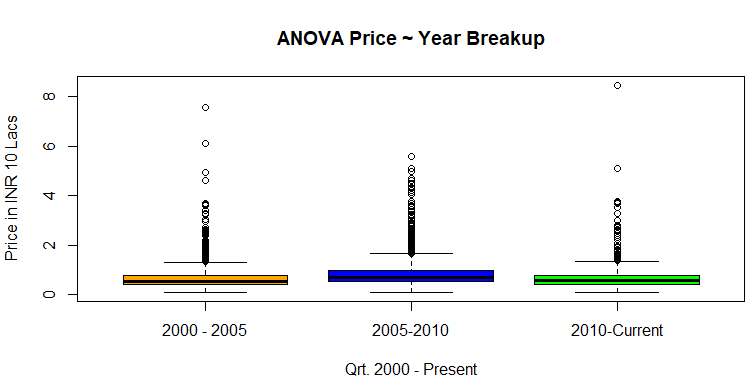 ANOVA Price ~ Year Breakup
Price in INR 10 Lacs
8
6
4
2
0
2000 - 2005
2005-2010
2010-Current
Qrt. 2000 - Present